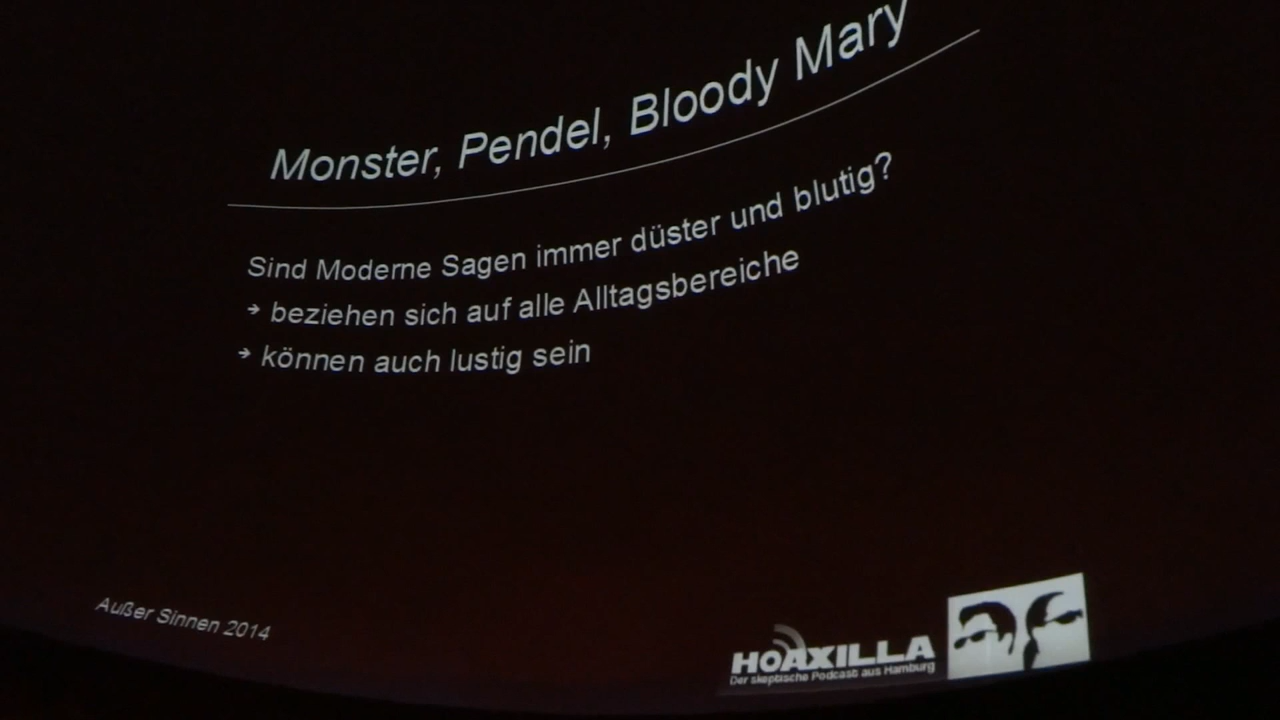 Monster, Pendel, Bloody Mary
Sind Moderne Sagen immer düster und blutig?
➔ beziehen sich auf alle Alltagsbereiche
➔ können auch lustig sein
Außer Sinnen 2014
HOAXILLA
Der skeptische Podcast aus Hamburg